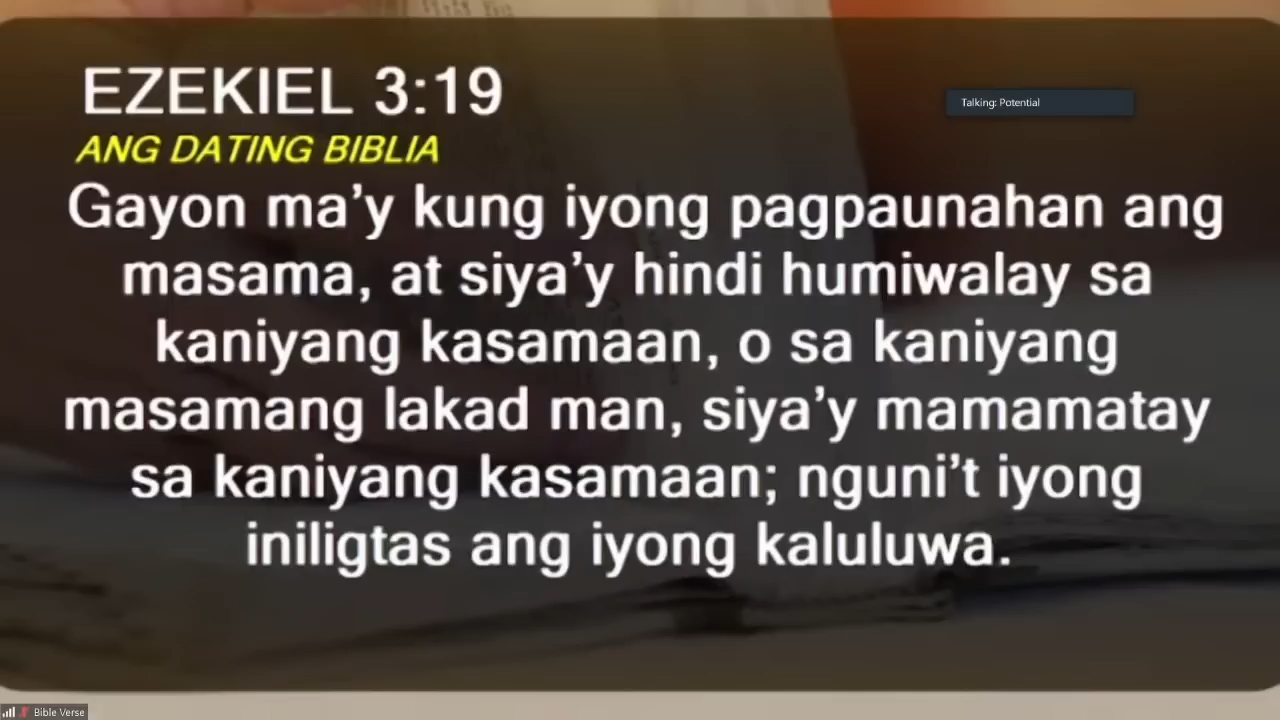 EZEKIEL 3:19
Talking: Potential
ANG DATING BIBLIA
Gayon ma’y kung iyong pagpaunahan ang
masama, at siya’y hindi humiwalay sa
kaniyang kasamaan, o sa kaniyang
masamang lakad man, siya’y mamamatay
sa kaniyang kasamaan; nguni’t iyong
iniligtas ang iyong kaluluwa.
Bible Verse